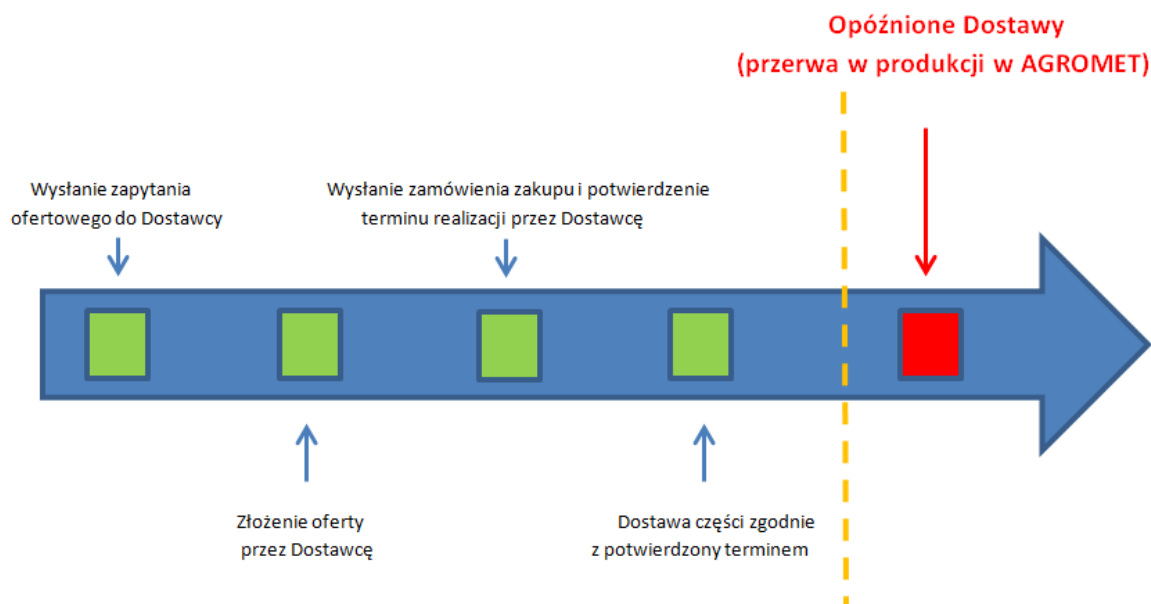 Opóźnione Dostawy
(przerwa w produkcji w AGROMET)
Wysłanie zapytania
ofertowego do Dostawcy
Wysłanie zamówienia zakupu i potwierdzenie
terminu realizacji przez Dostawcę
Złożenie oferty
przez Dostawcę
Dostawa części zgodnie
z potwierdzony terminem